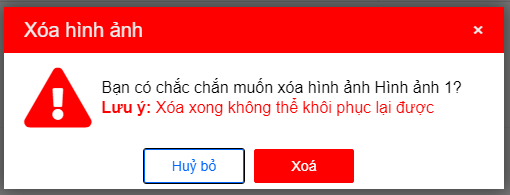 Xóa hình ảnh
×
Bạn có chắc chắn muốn xóa hình ảnh Hình ảnh 1?
Lưu ý: Xóa xong không thể khôi phục lại được
Huỷ bỏ
Xoá